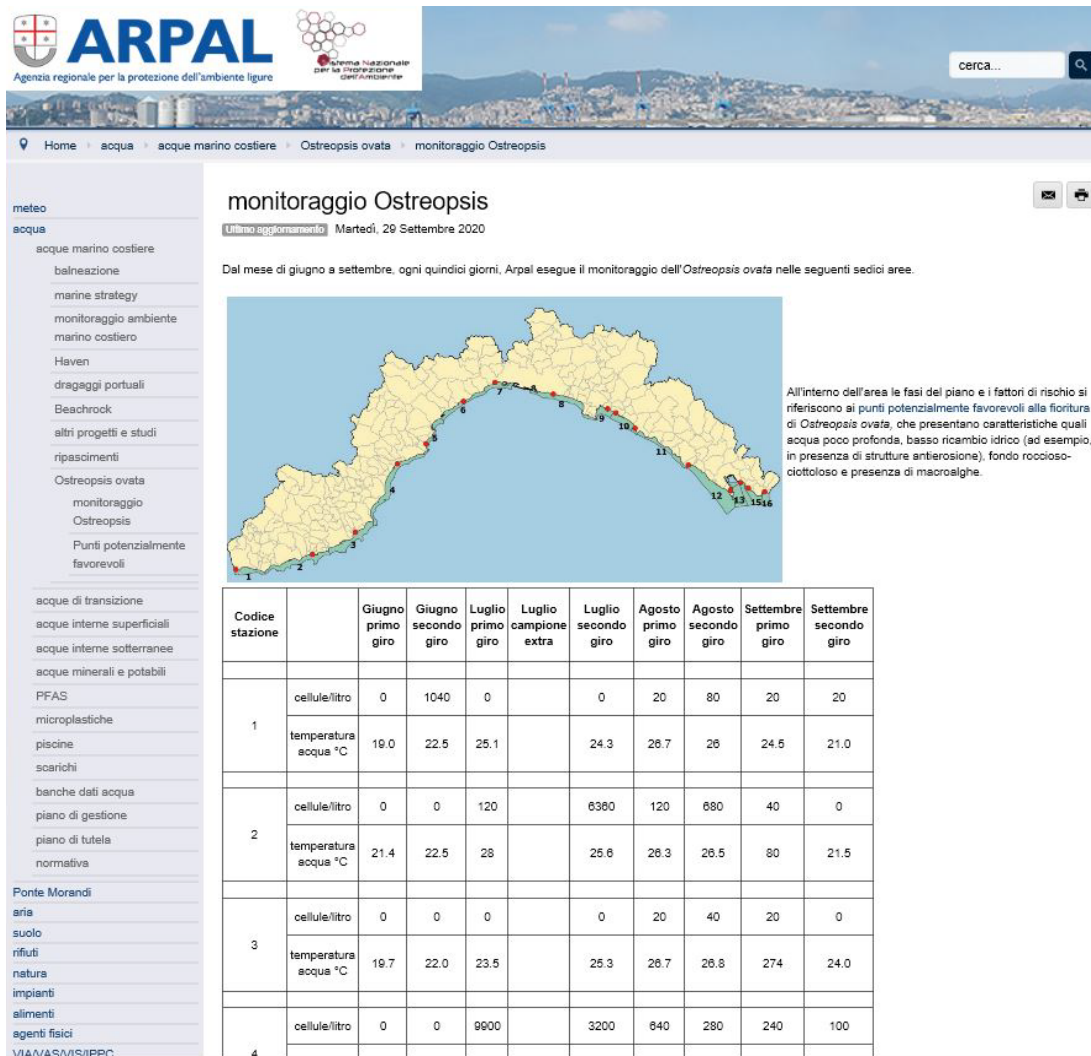 ARPAL
Agenzia regionale per la protezione dell'ambiente ligure
Sistema Nazionale
per la Protezione
dell'Ambiente
cerca...
Home acqua acque marino costiere Ostreopsis ovata monitoraggio Ostreopsis
meteo
acqua
acque marino costiere
balneazione
marine strategy
monitoraggio ambiente
marino costiero
Haven
dragaggi portuali
Beachrock
altri progetti e studi
ripascimenti
Ostreopsis ovata
monitoraggio
Ostreopsis
Punti potenzialmente
favorevoli
acque di transizione
acque interne superficiali
acque interne sotterranee
acque minerali e potabili
PFAS
microplastiche
piscine
scarichi
banche dati acqua
piano di gestione
piano di tutela
normativa
Ponte Morandi
aria
suolo
rifiuti
natura
impianti
alimenti
agenti fisici
VIA/VAS/VIS/IPPC
monitoraggio Ostreopsis
Ultimo aggiornamento Martedì, 29 Settembre 2020
Dal mese di giugno a settembre, ogni quindici giorni, Arpal esegue il monitoraggio dell'Ostreopsis ovata nelle seguenti sedici aree.
1 2 3 4 5 6 7 8 9 10 11 12 13 1516
All'interno dell'area le fasi del piano e i fattori di rischio si
riferiscono ai punti potenzialmente favorevoli alla fioritura
di Ostreopsis ovata, che presentano caratteristiche quali
acqua poco profonda, basso ricambio idrico (ad esempio,
in presenza di strutture antierosione), fondo roccioso-
ciottoloso e presenza di macroalghe.
Codice stazione Giugno primo giro Giugno secondo giro Luglio primo giro Luglio campione extra Luglio secondo giro Agosto primo giro Agosto secondo giro Settembre primo giro Settembre secondo giro
1
cellule/litro 0 1040 0 0 20 80 20 20
temperatura acqua °C 19.0 22.5 25.1 24.3 26.7 26 24.5 21.0
2
cellule/litro 0 0 120 6360 120 680 40 0
temperatura acqua °C 21.4 22.5 28 25.6 26.3 26.5 80 21.5
3
cellule/litro 0 0 0 0 20 40 20 0
temperatura acqua °C 19.7 22.0 23.5 25.3 26.7 26.8 274 24.0
4
cellule/litro 0 0 9900 3200 640 280 240 100